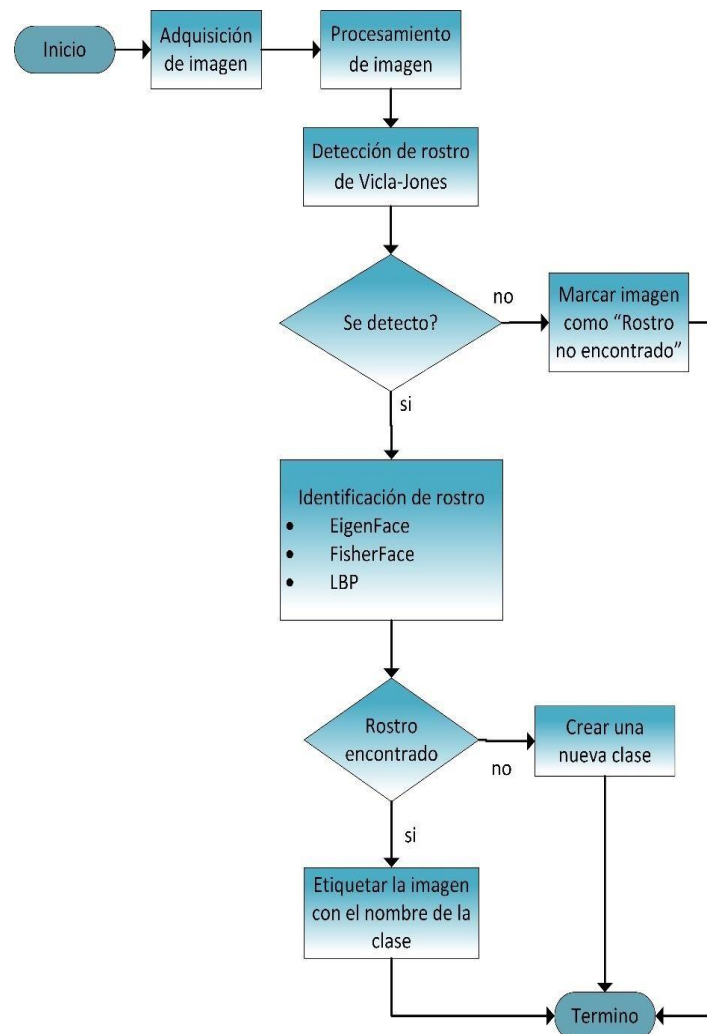 Inicio
Adquisición
de imagen
Procesamiento
de imagen
Detección de rostro
de Vicla-Jones
Se detecto?
no
Marcar imagen
como “Rostro
no encontrado”
si
Identificación de rostro
• EigenFace
• FisherFace
• LBP
Rostro
encontrado
no
Crear una
nueva clase
si
Etiquetar la imagen
con el nombre de la
clase
Termino